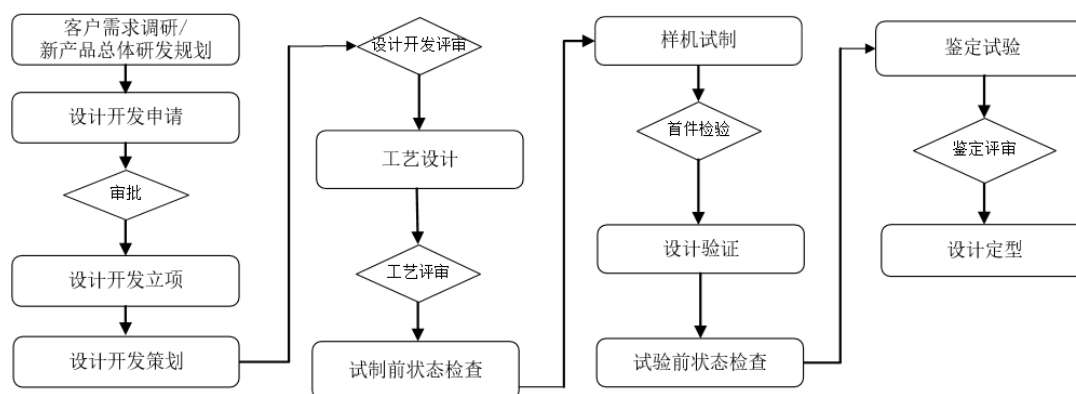 客户需求调研/
新产品总体研发规划
设计开发申请
审批
设计开发立项
设计开发策划
设计开发评审
工艺设计
工艺评审
试制前状态检查
样机试制
首件检验
设计验证
试验前状态检查
鉴定试验
鉴定评审
设计定型